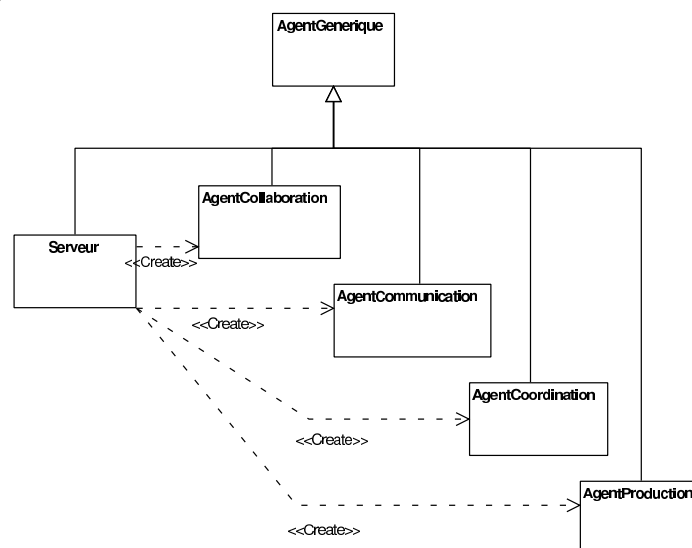 AgentGenerique
AgentCollaboration
Serveur
<<Create>>
AgentCommunication
<<Create>>
AgentCoordination
<<Create>>
AgentProduction
<<Create>>